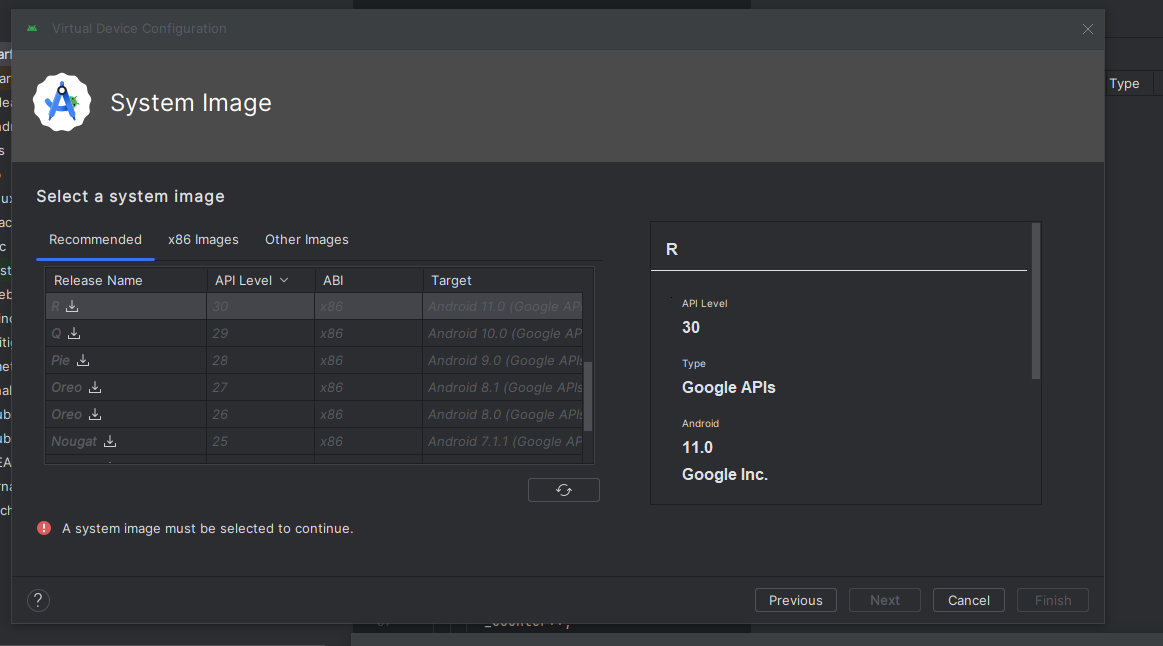 Virtual Device Configuration
System Image
Type
Select a system image
Recommended x86 Images Other Images
Release Name API Level ABI Target
R 30 x86 Android 11.0 (Google API
Q 29 x86 Android 10.0 (Google AP
Pie 28 x86 Android 9.0 (Google APIs
Oreo 27 x86 Android 8.1 (Google APIs
Oreo 26 x86 Android 8.0 (Google APIs
Nougat 25 x86 Android 7.1.1 (Google AP
R
API Level
30
Type
Google APIs
Android
11.0
Google Inc.
A system image must be selected to continue.
? Previous Next Cancel Finish